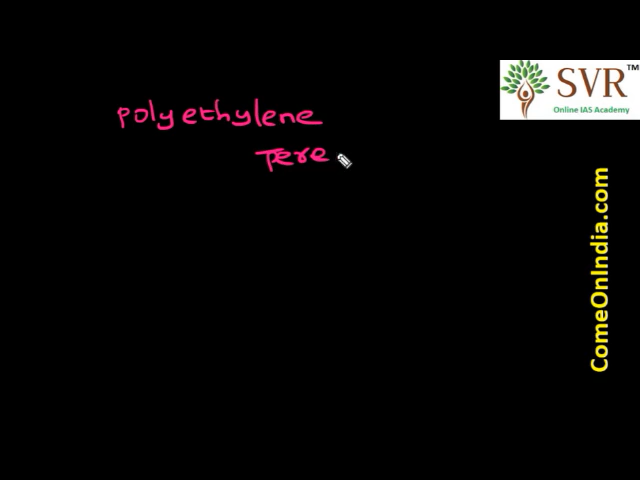 polyethylene
Tere
SVR™
Online IAS Academy
ComeOnIndia.com